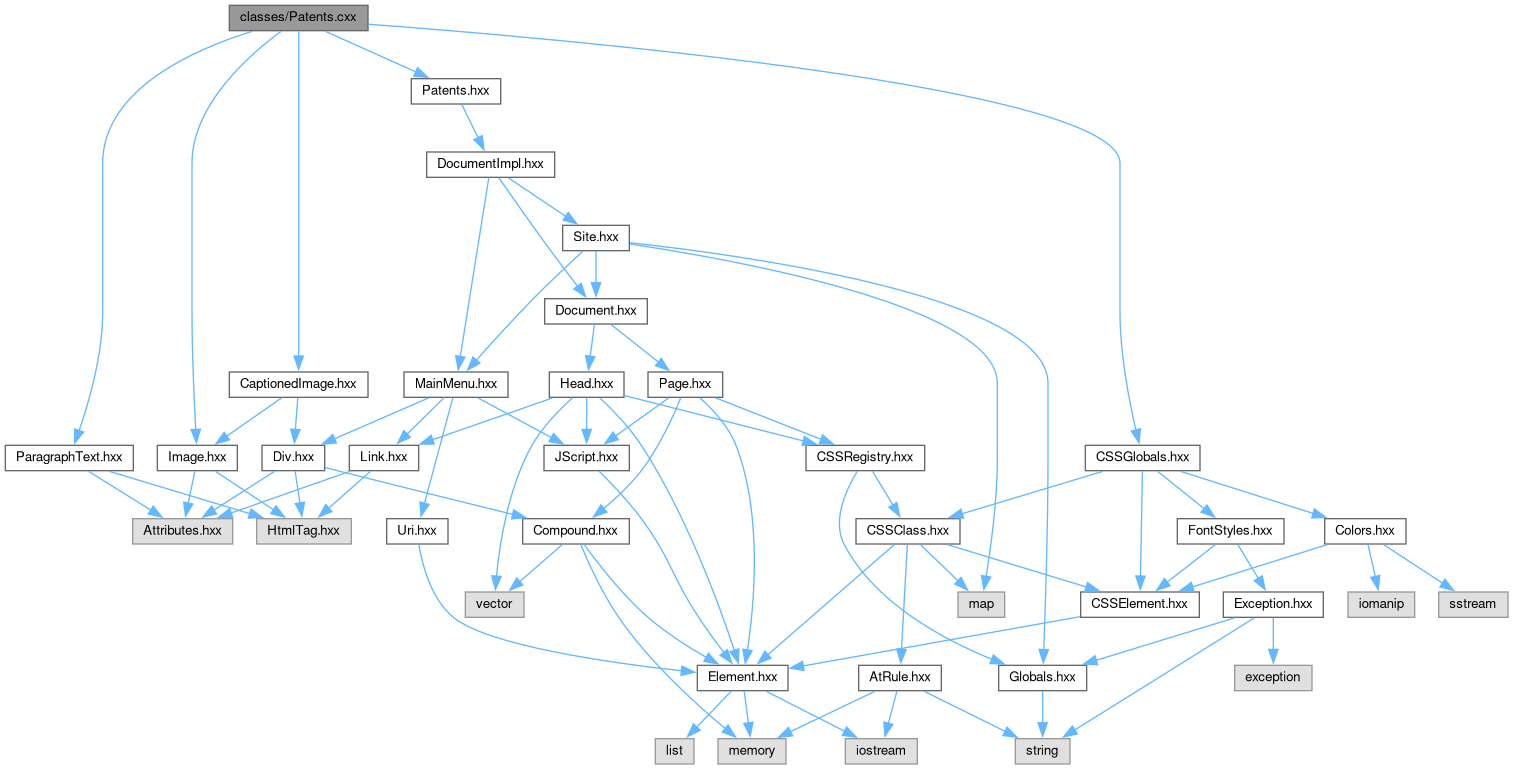 classes/Patents.cxx
Patents.hxx
DocumentImpl.hxx
Site.hxx
Document.hxx
CaptionedImage.hxx
MainMenu.hxx
Head.hxx
Page.hxx
ParagraphText.hxx
Image.hxx
Div.hxx
Link.hxx
JScript.hxx
CSSRegistry.hxx
CSSGlobals.hxx
Attributes.hxx
HtmlTag.hxx
Uri.hxx
Compound.hxx
CSSClass.hxx
FontStyles.hxx
Colors.hxx
vector
map
CSSElement.hxx
Exception.hxx
iomanip
sstream
Element.hxx
AtRule.hxx
Globals.hxx
exception
list
memory
iostream
string